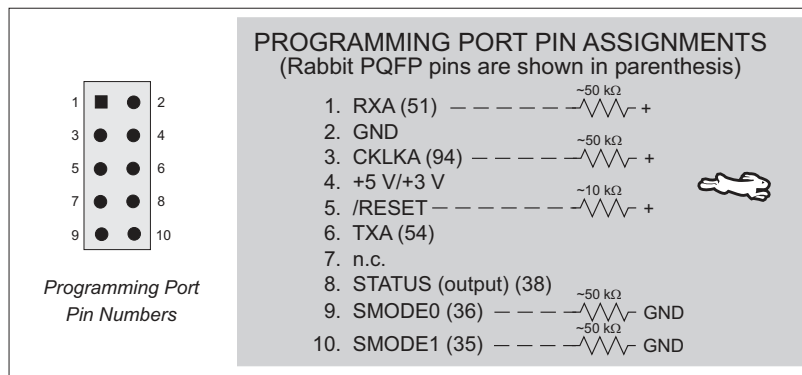 PROGRAMMING PORT PIN ASSIGNMENTS
(Rabbit PQFP pins are shown in parenthesis)
1 2
3 4
5 6
7 8
9 10
Programming Port
Pin Numbers
1. RXA (51) ~50 kΩ +
2. GND
3. CKLKA (94) ~50 kΩ +
4. +5 V/+3 V
5. /RESET ~10 kΩ +
6. TXA (54)
7. n.c.
8. STATUS (output) (38)
9. SMODE0 (36) ~50 kΩ GND
10. SMODE1 (35) ~50 kΩ GND